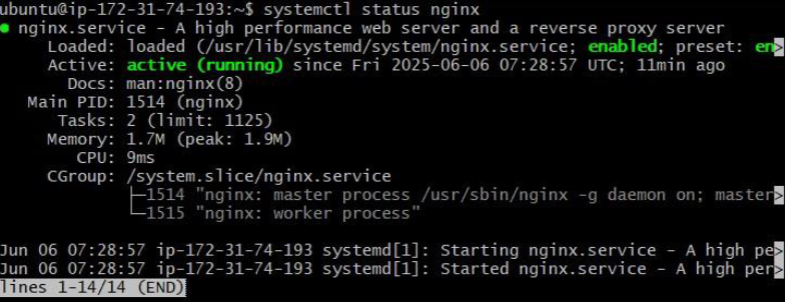 ubuntu@ip-172-31-74-193:~$ systemctl status nginx
● nginx.service - A high performance web server and a reverse proxy server
     Loaded: loaded (/usr/lib/systemd/system/nginx.service; enabled; preset: en>
     Active: active (running) since Fri 2025-06-06 07:28:57 UTC; 11min ago
       Docs: man:nginx(8)
   Main PID: 1514 (nginx)
      Tasks: 2 (limit: 1125)
     Memory: 1.7M (peak: 1.9M)
        CPU: 9ms
     CGroup: /system.slice/nginx.service
             ├─1514 "nginx: master process /usr/sbin/nginx -g daemon on; master>
             └─1515 "nginx: worker process"
Jun 06 07:28:57 ip-172-31-74-193 systemd[1]: Starting nginx.service - A high pe>
Jun 06 07:28:57 ip-172-31-74-193 systemd[1]: Started nginx.service - A high per>
lines 1-14/14 (END)